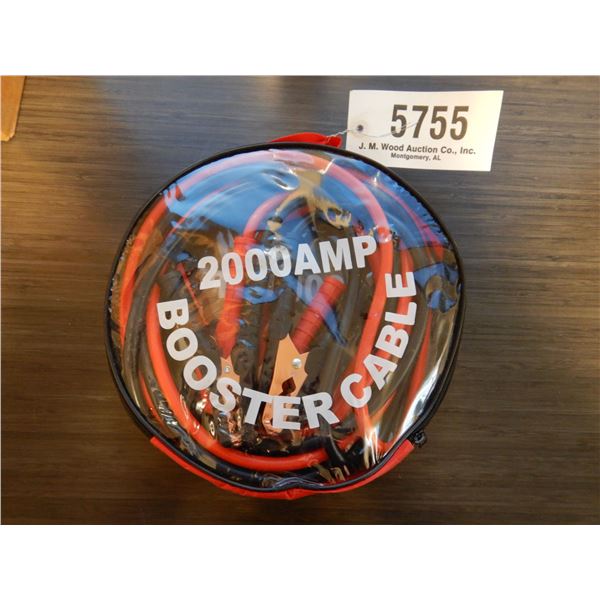 5755
J. M. Wood Auction Co., Inc.
Montgomery, AL
2000AMP
BOOSTER CABLE